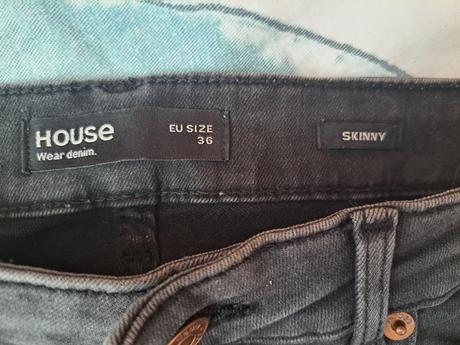 House
Wear denim.
EU SIZE
36
SKINNY